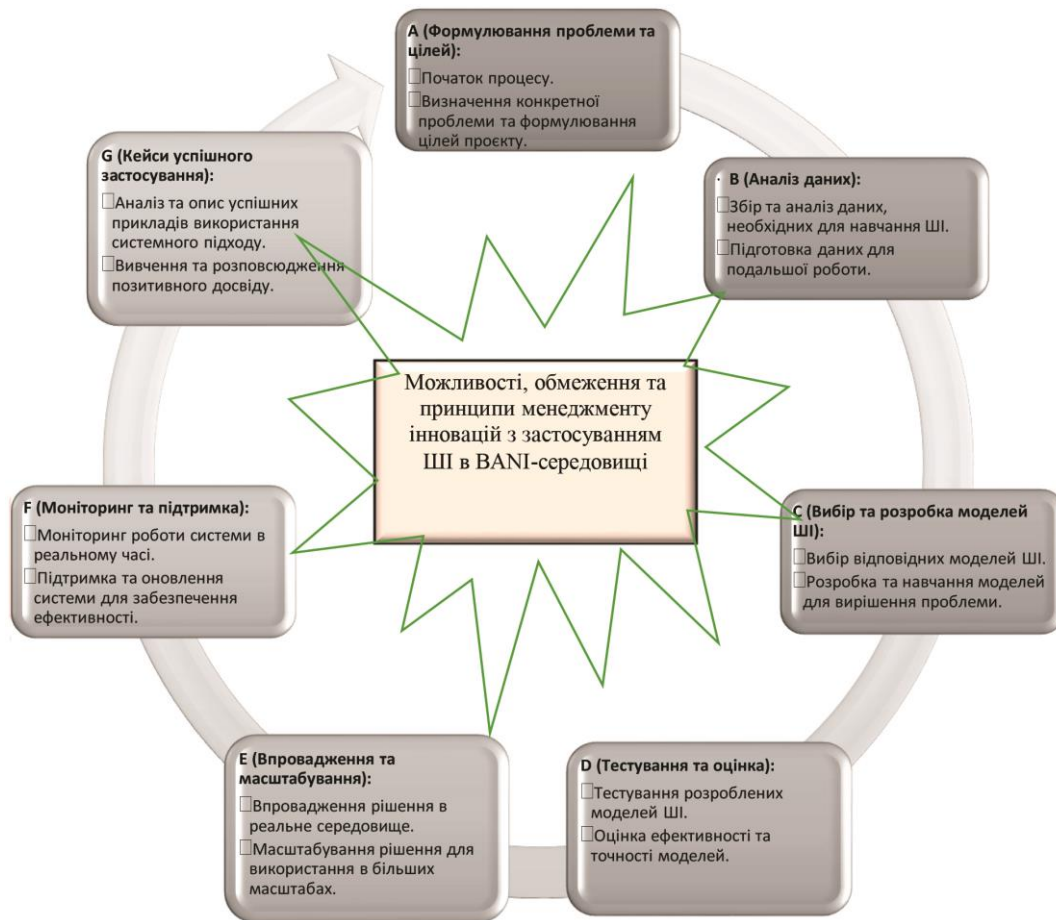 A (Формулювання проблеми та
цілей):
Початок процесу.
Визначення конкретної
проблеми та формулювання
цілей проєкту.
· B (Аналіз даних):
Збір та аналіз даних,
необхідних для навчання ШІ.
Підготовка даних для
подальшої роботи.
C (Вибір та розробка моделей
ШІ):
Вибір відповідних моделей ШІ.
Розробка та навчання моделей
для вирішення проблеми.
D (Тестування та оцінка):
Тестування розроблених
моделей ШІ.
Оцінка ефективності та
точності моделей.
E (Впровадження та
масштабування):
Впровадження рішення в
реальне середовище.
Масштабування рішення для
використання в більших
масштабах.
F (Моніторинг та підтримка):
Моніторинг роботи системи в
реальному часі.
Підтримка та оновлення
системи для забезпечення
ефективності.
G (Кейси успішного
застосування):
Аналіз та опис успішних
прикладів використання
системного підходу.
Вивчення та розповсюдження
позитивного досвіду.
Можливості, обмеження та
принципи менеджменту
інновацій з застосуванням
ШІ в BANI-середовищі